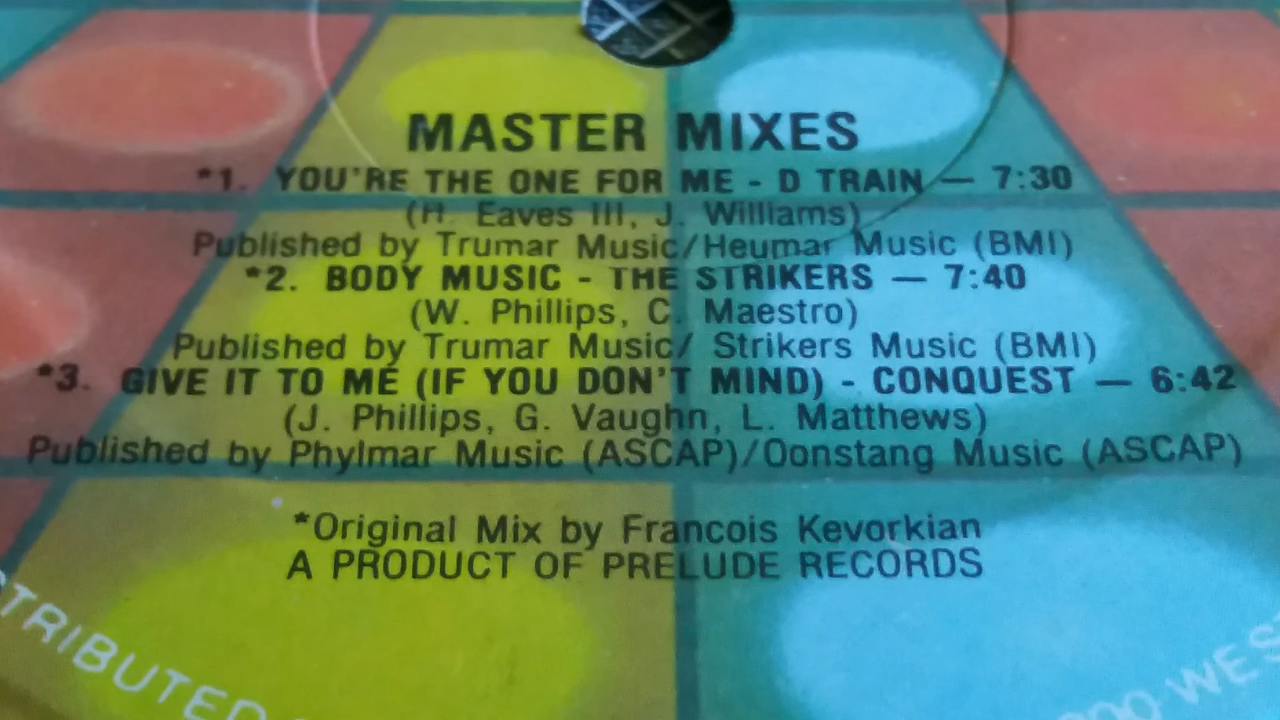 MASTER MIXES
*1. YOU'RE THE ONE FOR ME - D TRAIN — 7:30
(H. Eaves III, J. Williams)
Published by Trumar Music/Heumar Music (BMI)
*2. BODY MUSIC - THE STRIKERS — 7:40
(W. Phillips, C. Maestro)
Published by Trumar Music/ Strikers Music (BMI)
*3. GIVE IT TO ME (IF YOU DON'T MIND) - CONQUEST — 6:42
(J. Phillips, G. Vaughn, L. Matthews)
Published by Phylmar Music (ASCAP)/Oonstang Music (ASCAP)
*Original Mix by Francois Kevorkian
A PRODUCT OF PRELUDE RECORDS
STRIBUTED
WEST